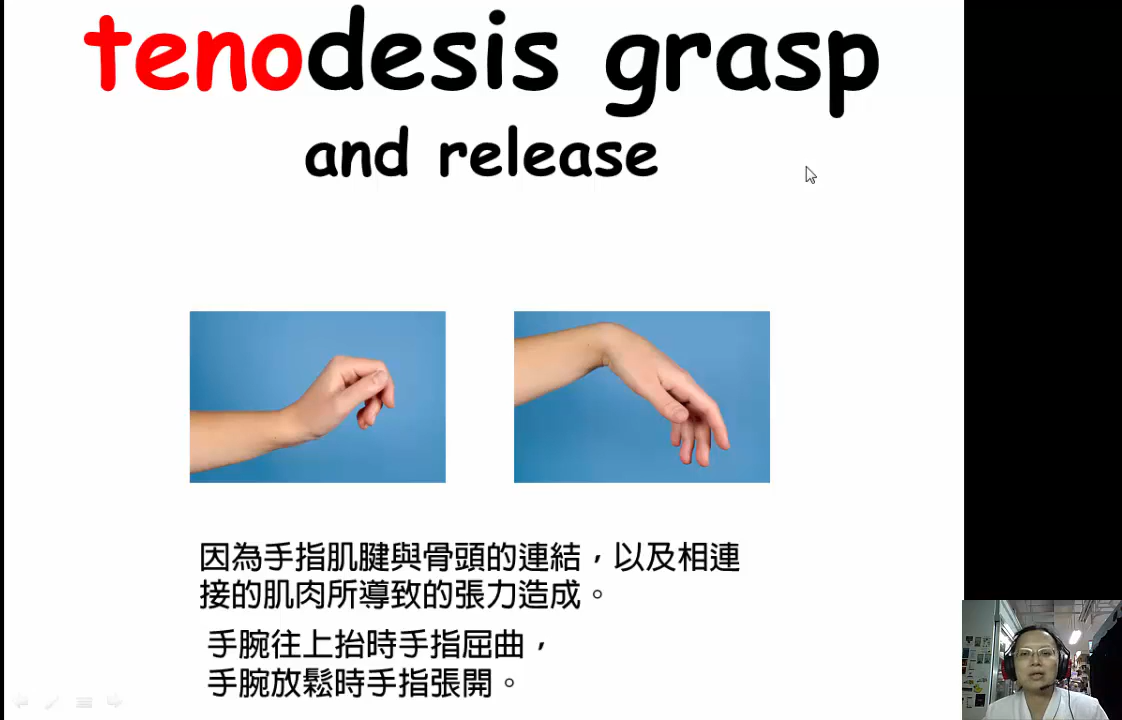 tenodesis grasp
and release
因為手指肌腱與骨頭的連結，以及相連
接的肌肉所導致的張力造成。
手腕往上抬時手指屈曲，
手腕放鬆時手指張開。